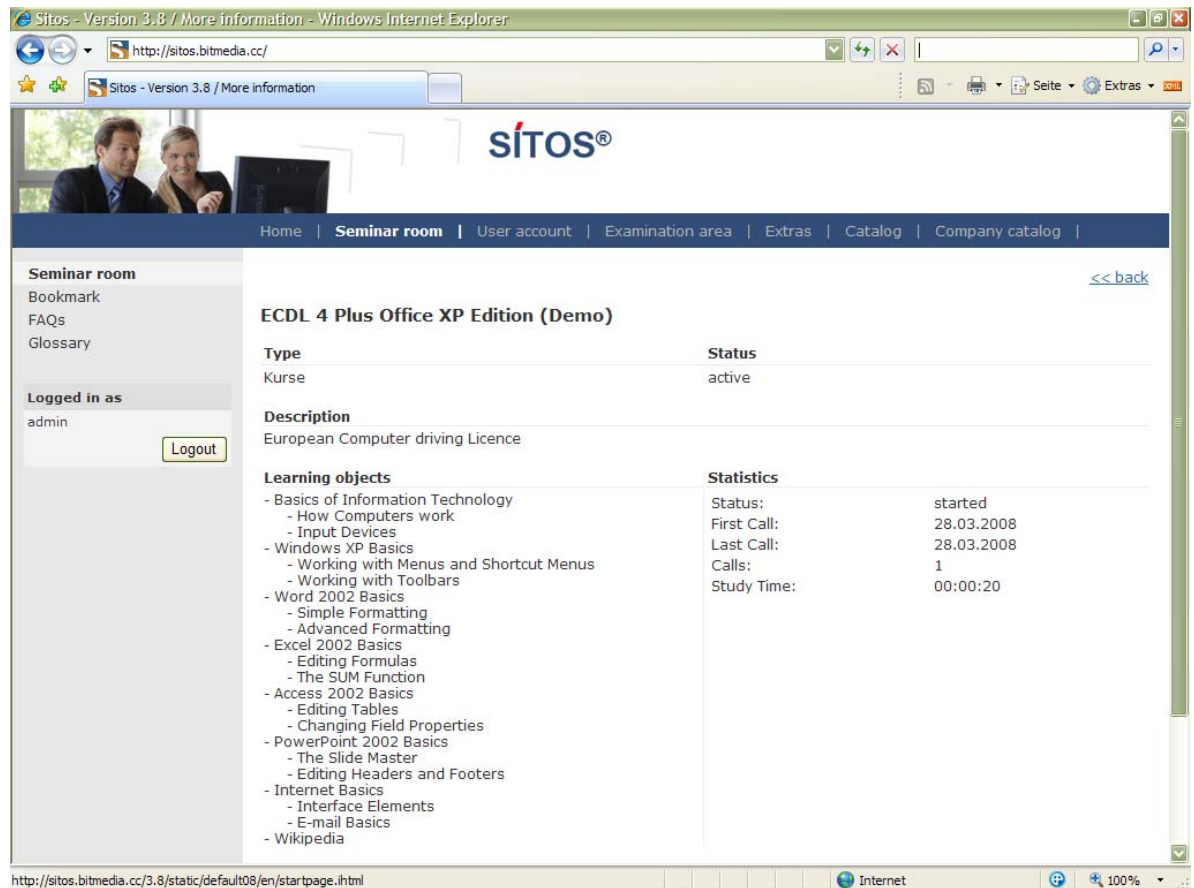 Sitos - Version 3.8 / More information - Windows Internet Explorer
http://sitos.bitmedia.cc/
Sitos - Version 3.8 / More information
Seite
Extras
XML
sítos®
Home | Seminar room | User account | Examination area | Extras | Catalog | Company catalog |
Seminar room
Bookmark
FAQs
Glossary
Logged in as
admin
Logout
<< back
ECDL 4 Plus Office XP Edition (Demo)
Type Status
Kurse active
Description
European Computer driving Licence
Learning objects
- Basics of Information Technology
- How Computers work
- Input Devices
- Windows XP Basics
- Working with Menus and Shortcut Menus
- Working with Toolbars
- Word 2002 Basics
- Simple Formatting
- Advanced Formatting
- Excel 2002 Basics
- Editing Formulas
- The SUM Function
- Access 2002 Basics
- Editing Tables
- Changing Field Properties
- PowerPoint 2002 Basics
- The Slide Master
- Editing Headers and Footers
- Internet Basics
- Interface Elements
- E-mail Basics
- Wikipedia
Statistics
Status: started
First Call: 28.03.2008
Last Call: 28.03.2008
Calls: 1
Study Time: 00:00:20
http://sitos.bitmedia.cc/3.8/static/default08/en/startpage.ihtml
Internet
100%